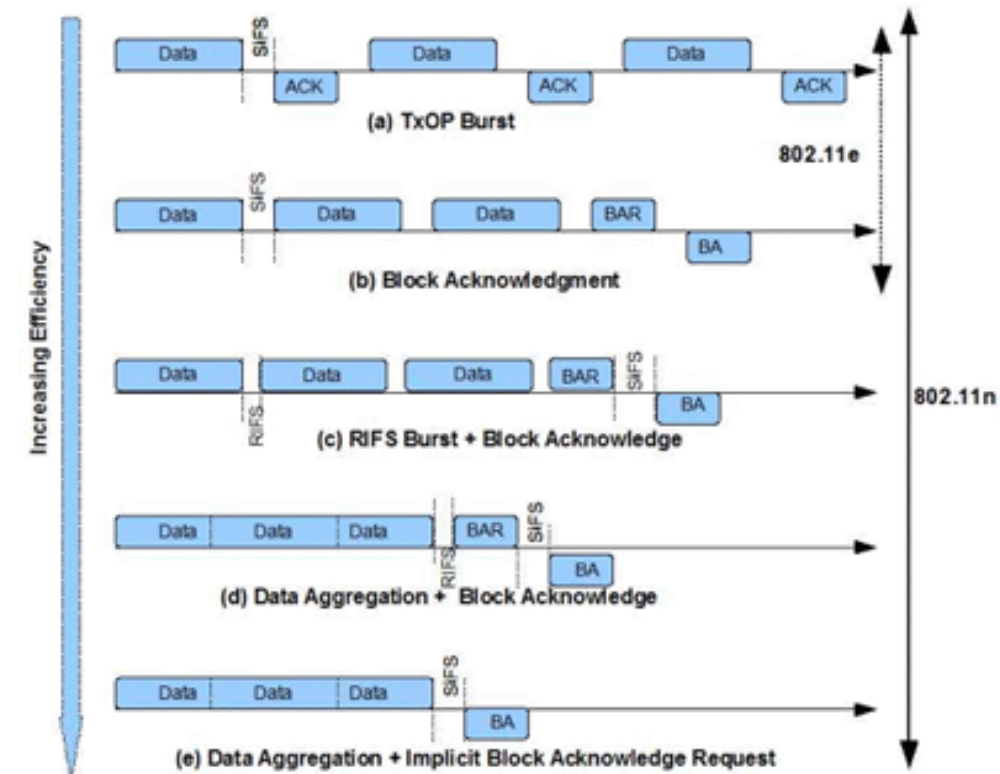 SIFS
Data Data Data
ACK ACK ACK
(a) TxOP Burst
802.11e
SIFS
Data Data Data BAR
BA
(b) Block Acknowledgment
Increasing Efficiency
SIFS
Data Data Data BAR
BA
802.11n
RIFS
(c) RIFS Burst + Block Acknowledge
SIFS
Data Data Data BAR
RIFS
BA
(d) Data Aggregation + Block Acknowledge
SIFS
Data Data Data
BA
(e) Data Aggregation + Implicit Block Acknowledge Request